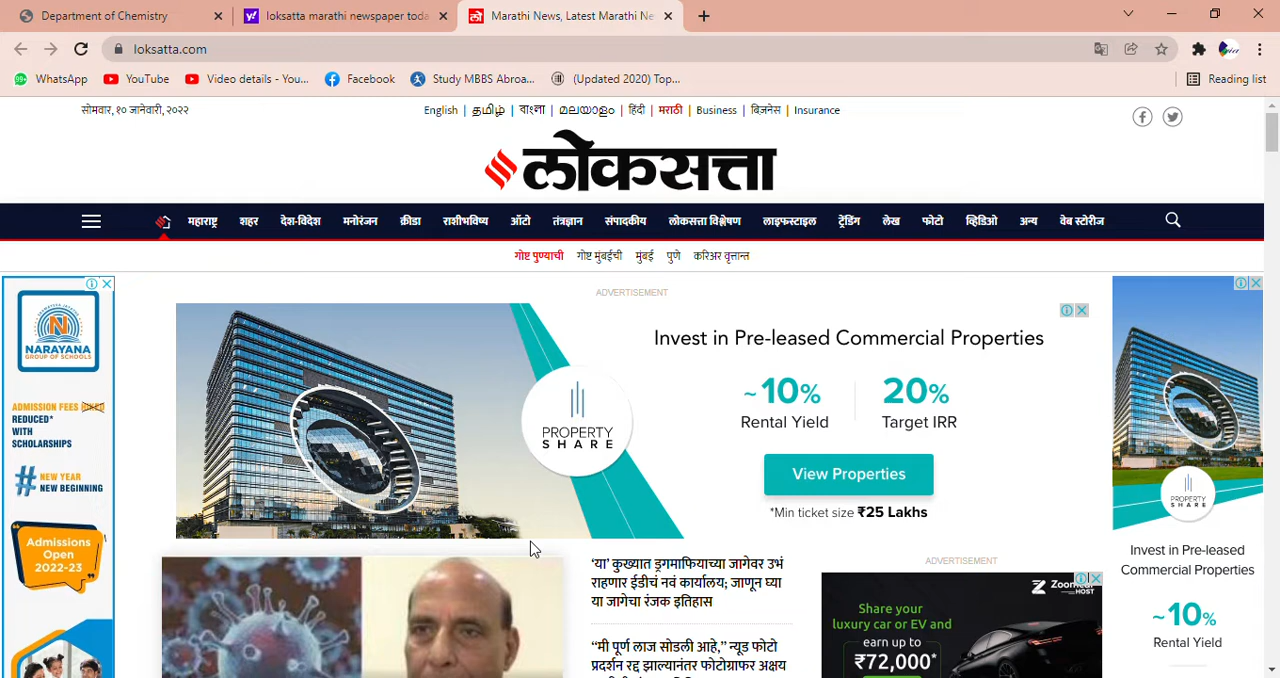 Department of Chemistry
loksatta marathi newspaper toda
Marathi News, Latest Marathi Ne
loksatta.com
WhatsApp
YouTube
Video details - You...
Facebook
Study MBBS Abroa...
(Updated 2020) Top...
Reading list
सोमवार, १० जानेवारी, २०२२
English | தமிழ் | বাংলা | മലയാളം | हिंदी | मराठी | Business | बिज़नेस | Insurance
लोकसत्ता
महाराष्ट्र शहर देश-विदेश मनोरंजन क्रीडा राशीभविष्य ऑटो तंत्रज्ञान संपादकीय लोकसत्ता विश्लेषण लाइफस्टाइल ट्रेंडिंग लेख फोटो व्हिडिओ अन्य वेब स्टोरीज
गोष्ट पुण्याची गोष्ट मुंबईची मुंबई पुणे करिअर वृत्तान्त
NARAYANA
GROUP OF SCHOOLS
ADMISSION FEES
REDUCED*
WITH
SCHOLARSHIPS
# NEW YEAR
NEW BEGINNING
Admissions
Open
2022-23
ADVERTISEMENT
PROPERTY
SHARE
Invest in Pre-leased Commercial Properties
~10% 20%
Rental Yield Target IRR
View Properties
*Min ticket size ₹25 Lakhs
‘या’ कुख्यात ड्रगमाफियाच्या जागेवर उभं
राहणार ईडीचं नवं कार्यालय; जाणून घ्या
या जागेचा रंजक इतिहास
“मी पूर्ण लाज सोडली आहे,” न्यूड फोटो
प्रदर्शन रद्द झाल्यानंतर फोटोग्राफर अक्षय
ADVERTISEMENT
HOST
Share your
luxury car or EV and
earn up to
₹72,000*
PROPERTY
SHARE
Invest in Pre-leased
Commercial Properties
~10%
Rental Yield